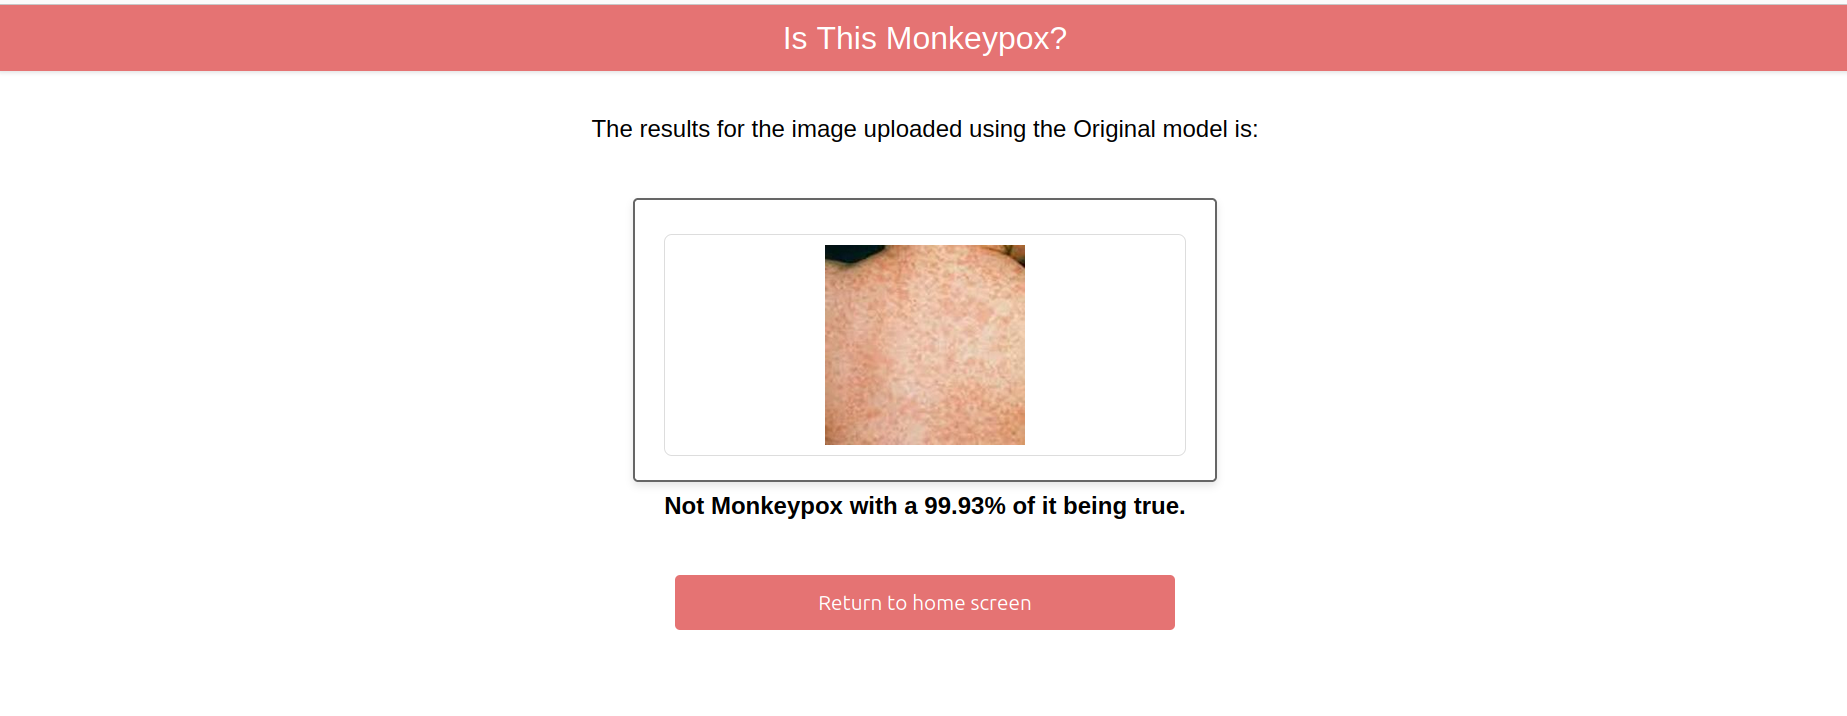 Is This Monkeypox?
The results for the image uploaded using the Original model is:
Not Monkeypox with a 99.93% of it being true.
Return to home screen